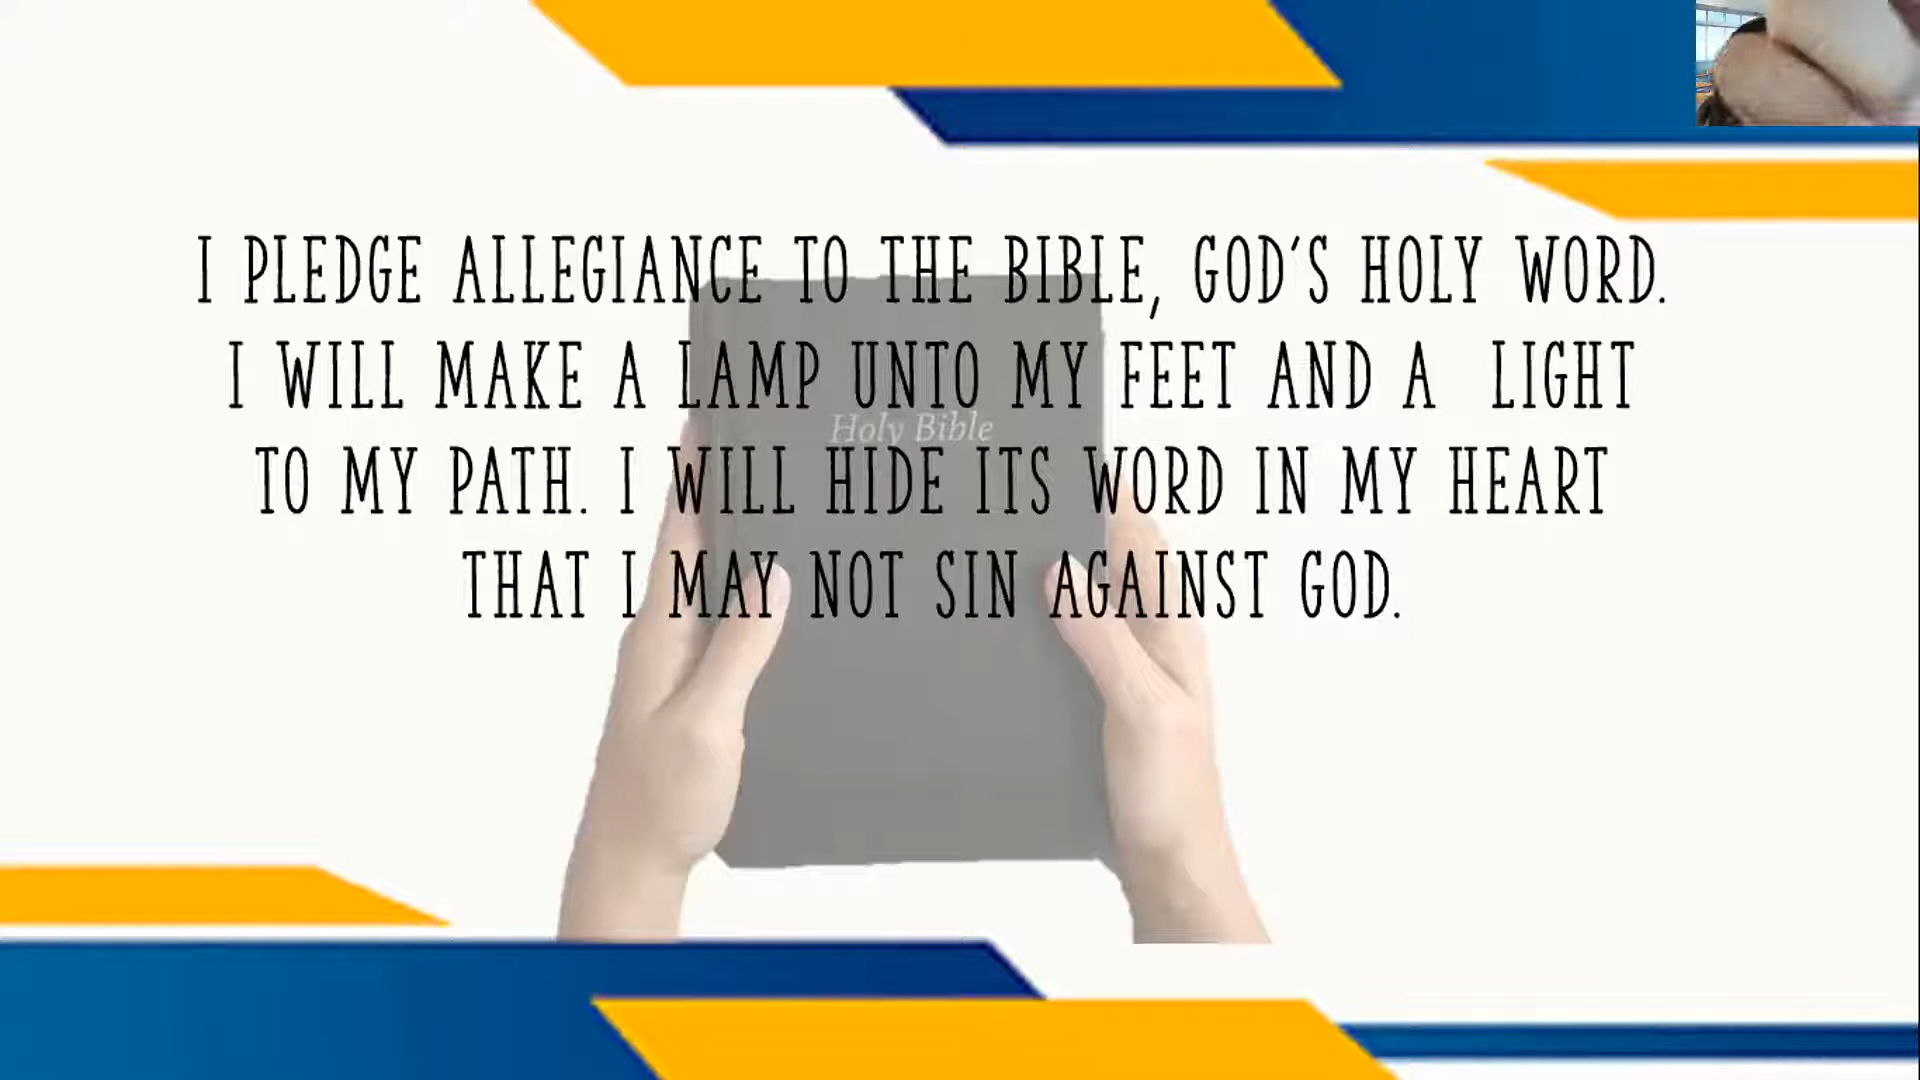 I PLEDGE ALLEGIANCE TO THE BIBLE, GOD'S HOLY WORD.
I WILL MAKE A LAMP UNTO MY FEET AND A LIGHT
Holy Bible
TO MY PATH. I WILL HIDE ITS WORD IN MY HEART
THAT I MAY NOT SIN AGAINST GOD.